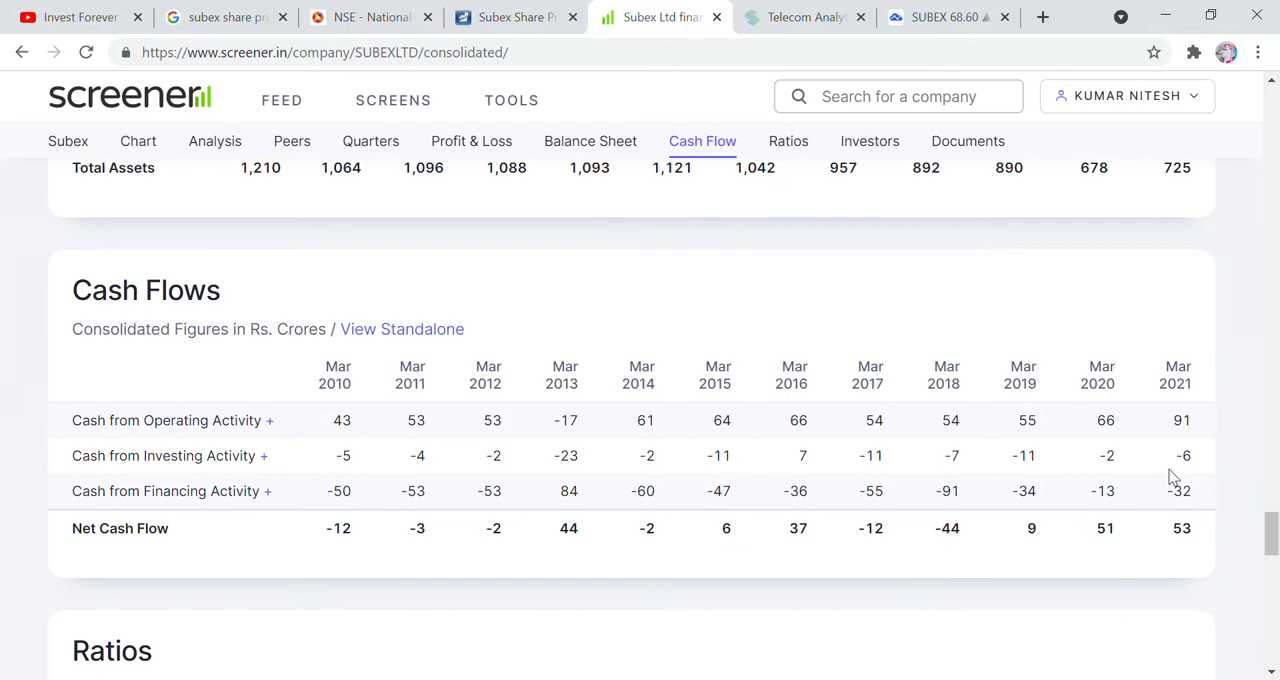 Invest Forever
subex share pri
NSE - National
Subex Share Pr
Subex Ltd finan
Telecom Analyt
SUBEX 68.60
https://www.screener.in/company/SUBEXLTD/consolidated/
screener
FEED SCREENS TOOLS
Search for a company
KUMAR NITESH
Subex Chart Analysis Peers Quarters Profit & Loss Balance Sheet Cash Flow Ratios Investors Documents
Total Assets 1,210 1,064 1,096 1,088 1,093 1,121 1,042 957 892 890 678 725
Cash Flows
Consolidated Figures in Rs. Crores / View Standalone
Mar Mar Mar Mar Mar Mar Mar Mar Mar Mar Mar Mar
2010 2011 2012 2013 2014 2015 2016 2017 2018 2019 2020 2021
Cash from Operating Activity + 43 53 53 -17 61 64 66 54 54 55 66 91
Cash from Investing Activity + -5 -4 -2 -23 -2 -11 7 -11 -7 -11 -2 -6
Cash from Financing Activity + -50 -53 -53 84 -60 -47 -36 -55 -91 -34 -13 -32
Net Cash Flow -12 -3 -2 44 -2 6 37 -12 -44 9 51 53
Ratios